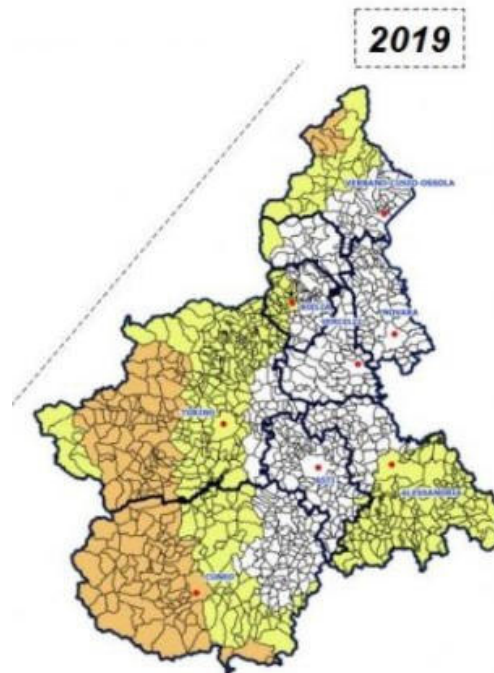 2019
VERBANO-CUSIO-OSSOLA
BIELLA
NOVARA
VERCELLI
TORINO
ASTI
ALESSANDRIA
CUNEO